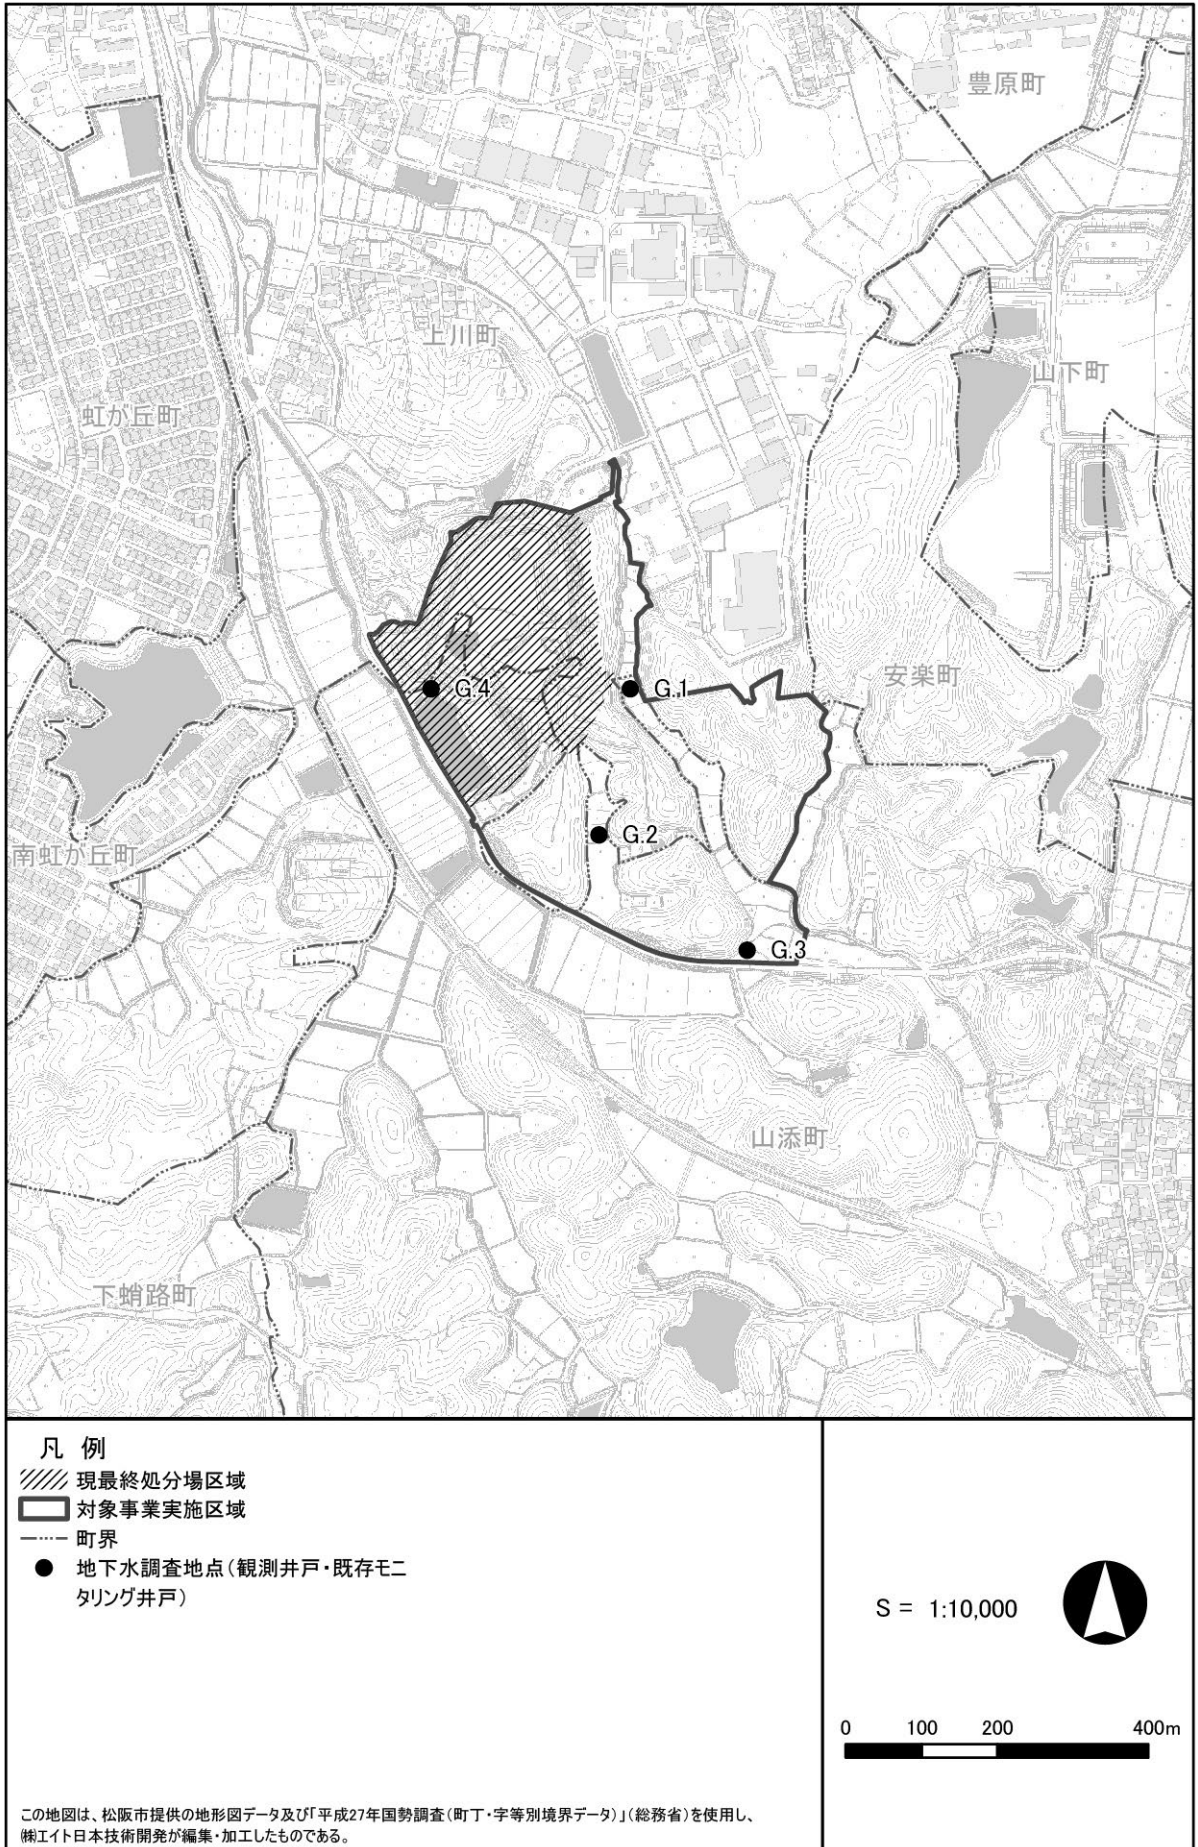 豊原町
上川町
山下町
虹が丘町
安楽町
G.4
G.1
G.2
南虹が丘町
G.3
山添町
下蛸路町
凡 例
現最終処分場区域
対象事業実施区域
町界
地下水調査地点(観測井戸・既存モニ
タリング井戸)
S = 1:10,000
0 100 200 400m
この地図は、松阪市提供の地形図データ及び「平成27年国勢調査(町丁・字等別境界データ)」(総務省)を使用し、
㈱エイト日本技術開発が編集・加工したものである。